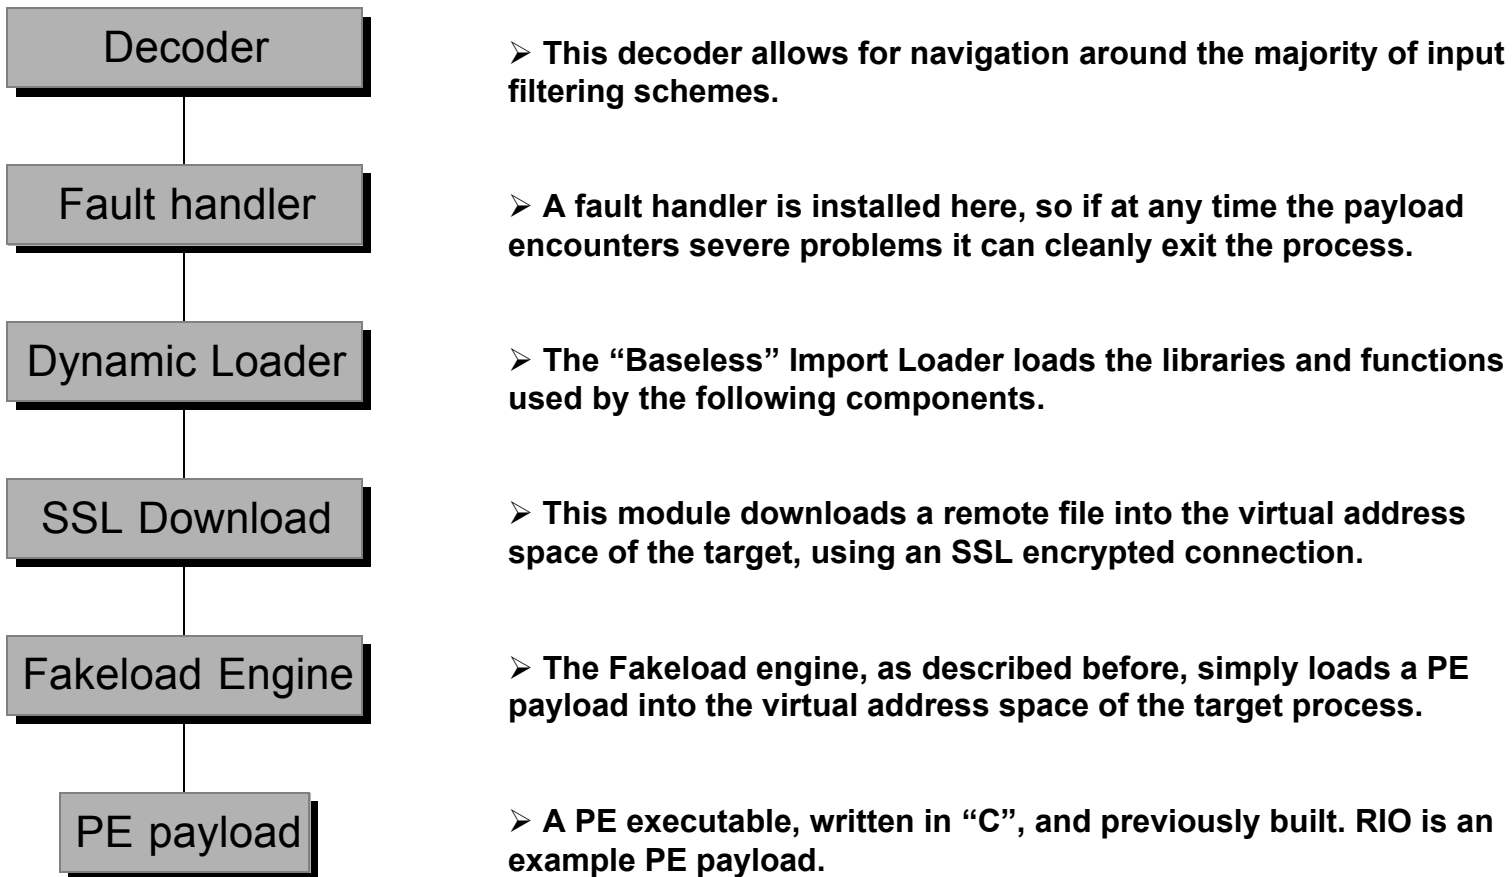 Decoder
➢ This decoder allows for navigation around the majority of input
filtering schemes.
Fault handler
➢ A fault handler is installed here, so if at any time the payload
encounters severe problems it can cleanly exit the process.
Dynamic Loader
➢ The “Baseless” Import Loader loads the libraries and functions
used by the following components.
SSL Download
➢ This module downloads a remote file into the virtual address
space of the target, using an SSL encrypted connection.
Fakeload Engine
➢ The Fakeload engine, as described before, simply loads a PE
payload into the virtual address space of the target process.
PE payload
➢ A PE executable, written in “C”, and previously built. RIO is an
example PE payload.